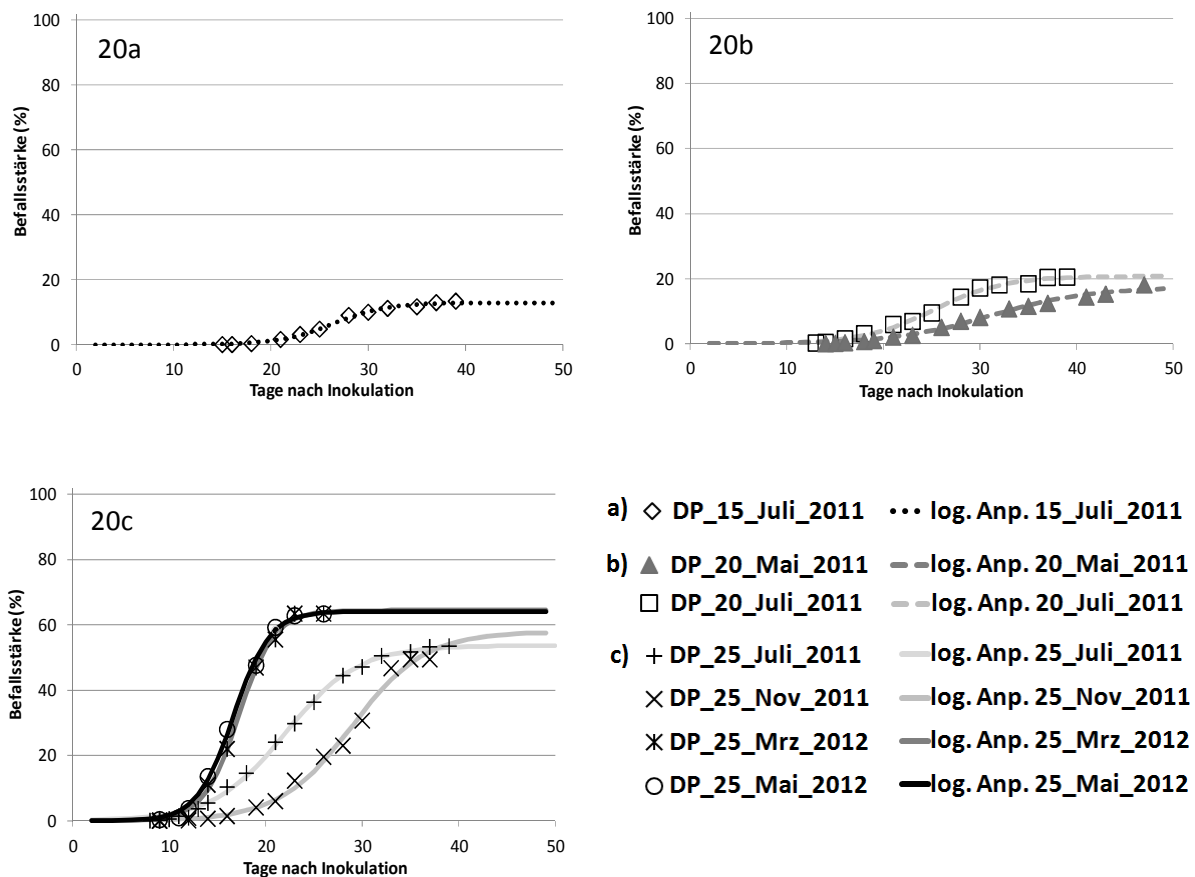 100
80
60
40
20
0
Befallsstärke (%)
20a
0 10 20 30 40 50
Tage nach Inokulation
100
80
60
40
20
0
Befallsstärke (%)
20b
0 10 20 30 40 50
Tage nach Inokulation
100
80
60
40
20
0
Befallsstärke (%)
20c
0 10 20 30 40 50
Tage nach Inokulation
a) DP_15_Juli_2011 log. Anp. 15_Juli_2011
b) DP_20_Mai_2011 log. Anp. 20_Mai_2011
DP_20_Juli_2011 log. Anp. 20_Juli_2011
c) DP_25_Juli_2011 log. Anp. 25_Juli_2011
DP_25_Nov_2011 log. Anp. 25_Nov_2011
DP_25_Mrz_2012 log. Anp. 25_Mrz_2012
DP_25_Mai_2012 log. Anp. 25_Mai_2012